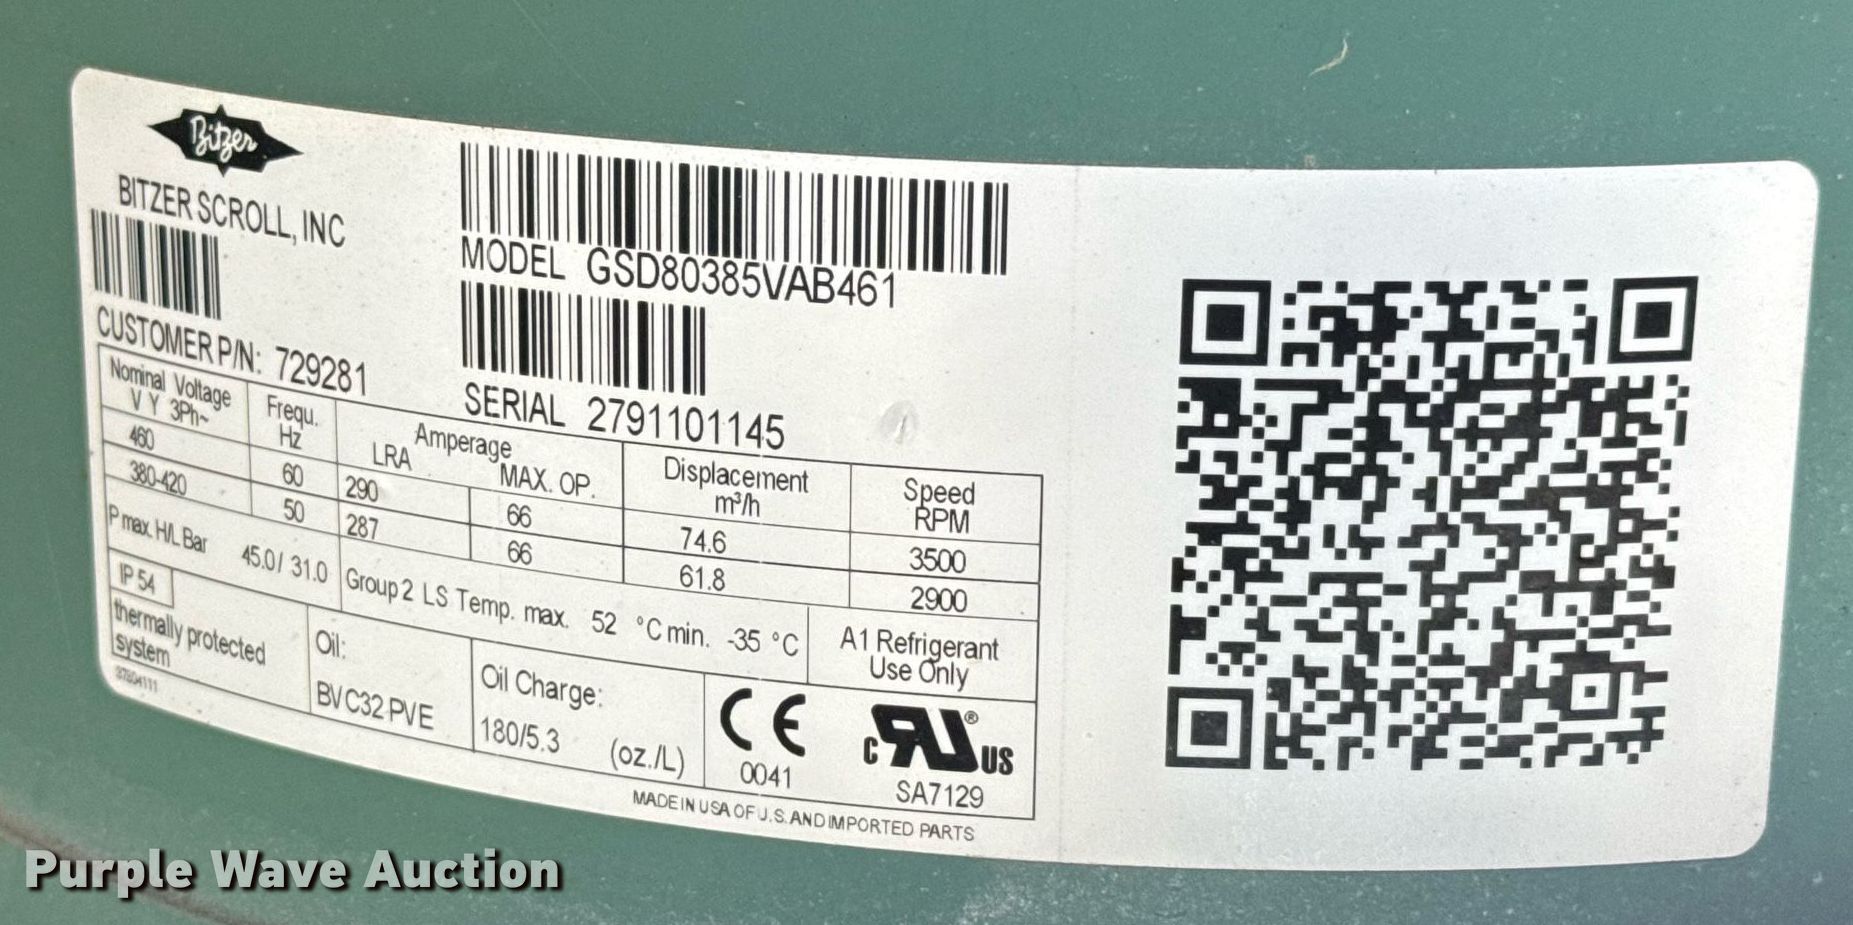 Bitzer
BITZER SCROLL, INC
MODEL GSD80385VAB461
CUSTOMER P/N: 729281
SERIAL 2791101145
Nominal Voltage
V Y 3Ph~
Frequ.
Hz
Amperage
LRA MAX. OP.
Displacement
m³/h
Speed
RPM
460 60 290 66 74.6 3500
380-420 50 287 66 61.8 2900
P max. H/L Bar 45.0/ 31.0
Group 2 LS Temp. max. 52 °C min. -35 °C
A1 Refrigerant
Use Only
IP 54
thermally protected
system
37804111
Oil:
BVC32 PVE
Oil Charge:
180/5.3 (oz./L)
CE
0041
c RU ® US
SA7129
MADE IN USA OF U.S. AND IMPORTED PARTS
Purple Wave Auction